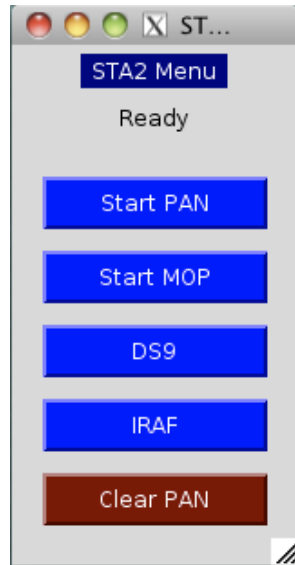 ST...
STA2 Menu
Ready
Start PAN
Start MOP
DS9
IRAF
Clear PAN